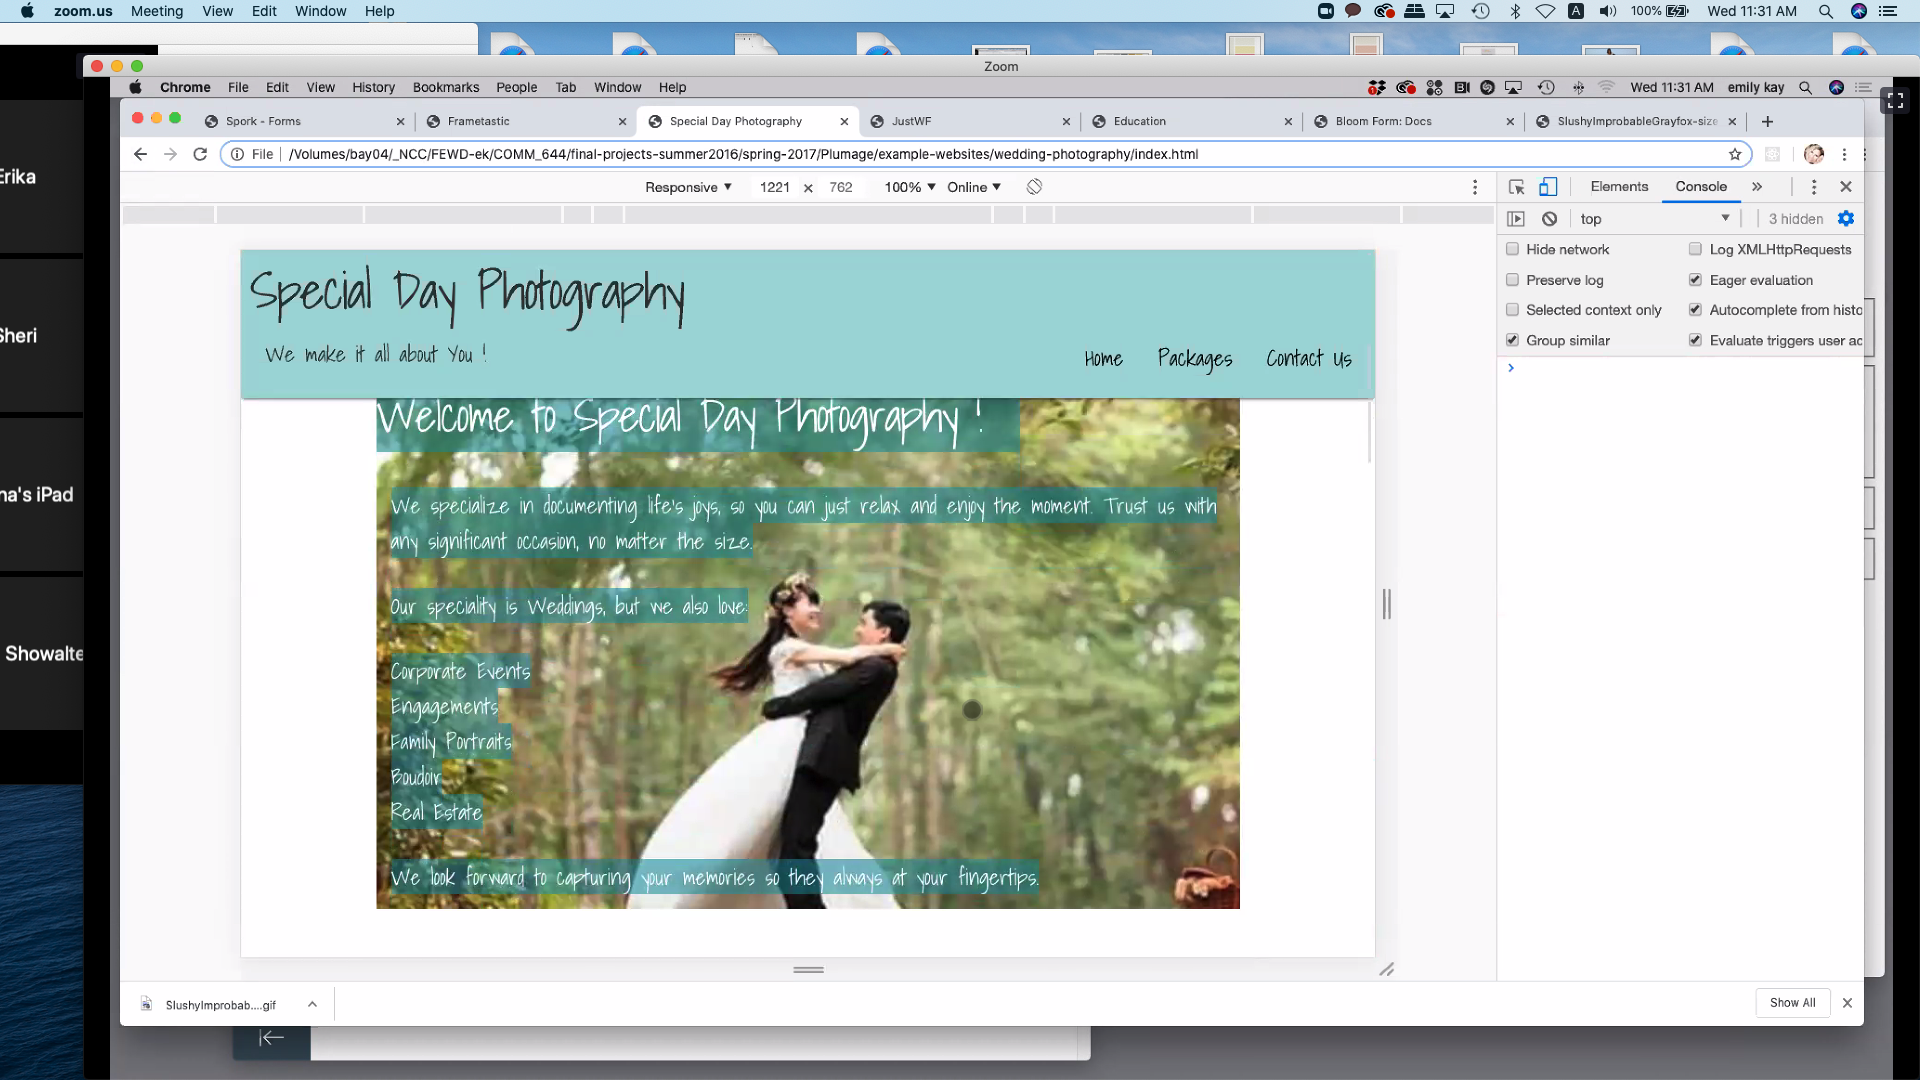 zoom.us Meeting View Edit Window Help
100% Wed 11:31 AM
Zoom
Chrome File Edit View History Bookmarks People Tab Window Help
Wed 11:31 AM emily kay
Spork - Forms
Frametastic
Special Day Photography
JustWF
Education
Bloom Form: Docs
SlushyImprobableGrayfox-size
File /Volumes/bay04/_NCC/FEWD-ek/COMM_644/final-projects-summer2016/spring-2017/Plumage/example-websites/wedding-photography/index.html
Responsive 1221 × 762 100% Online
Elements Console
top 3 hidden
Hide network Log XMLHttpRequests
Preserve log Eager evaluation
Selected context only Autocomplete from histo
Group similar Evaluate triggers user ac
Erika
Sheri
na's iPad
Showalte
Special Day Photography
We make it all about You !
Home Packages Contact Us
Welcome to Special Day Photography !
We specialize in documenting life's joys, so you can just relax and enjoy the moment. Trust us with
any significant occasion, no matter the size.
Our speciality is Weddings, but we also love:
Corporate Events
Engagements
Family Portraits
Boudoir
Real Estate
We look forward to capturing your memories so they always at your fingertips.
SlushyImprobab....gif
Show All